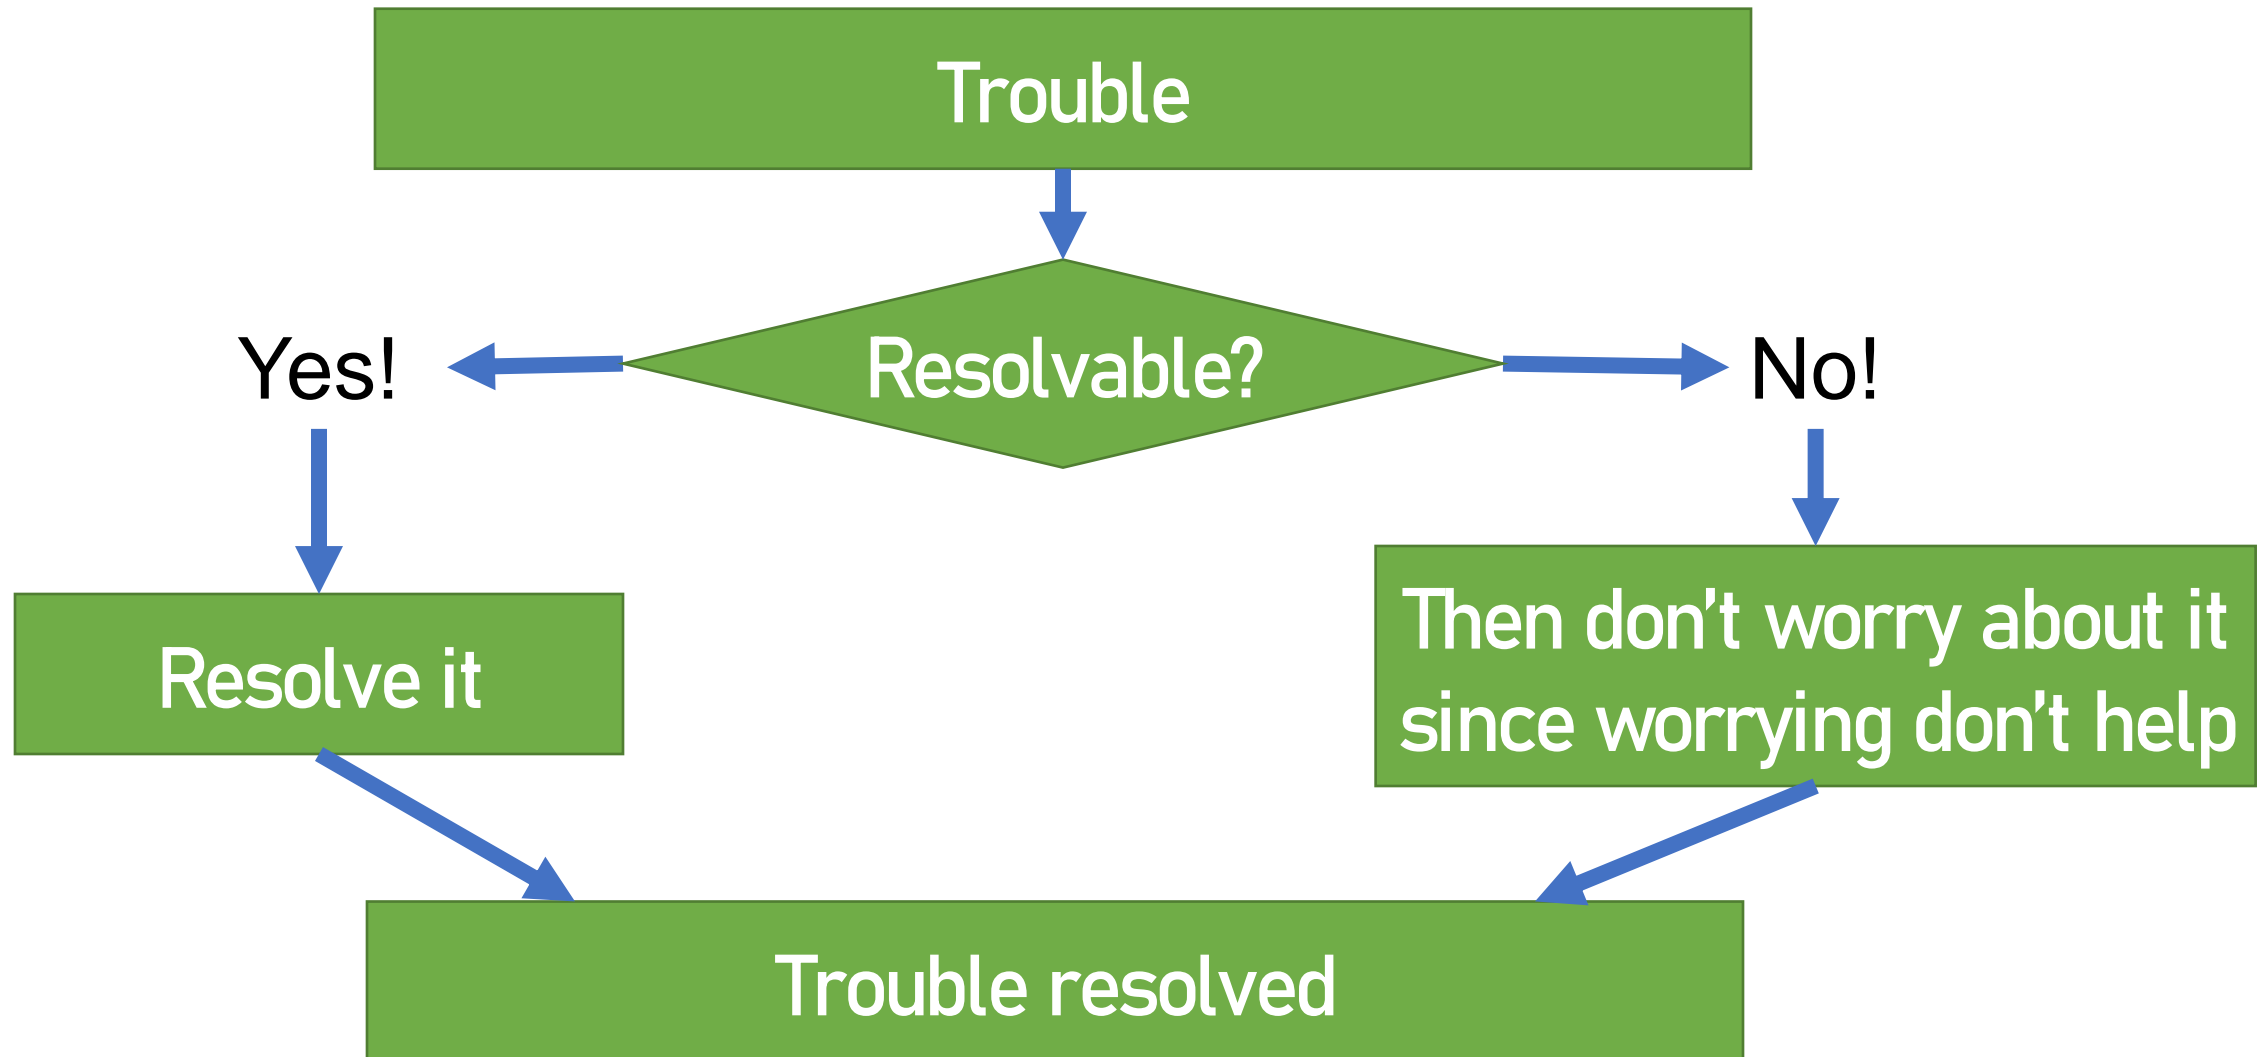 Trouble
Resolvable?
Yes!
No!
Resolve it
Then don't worry about it
since worrying don't help
Trouble resolved